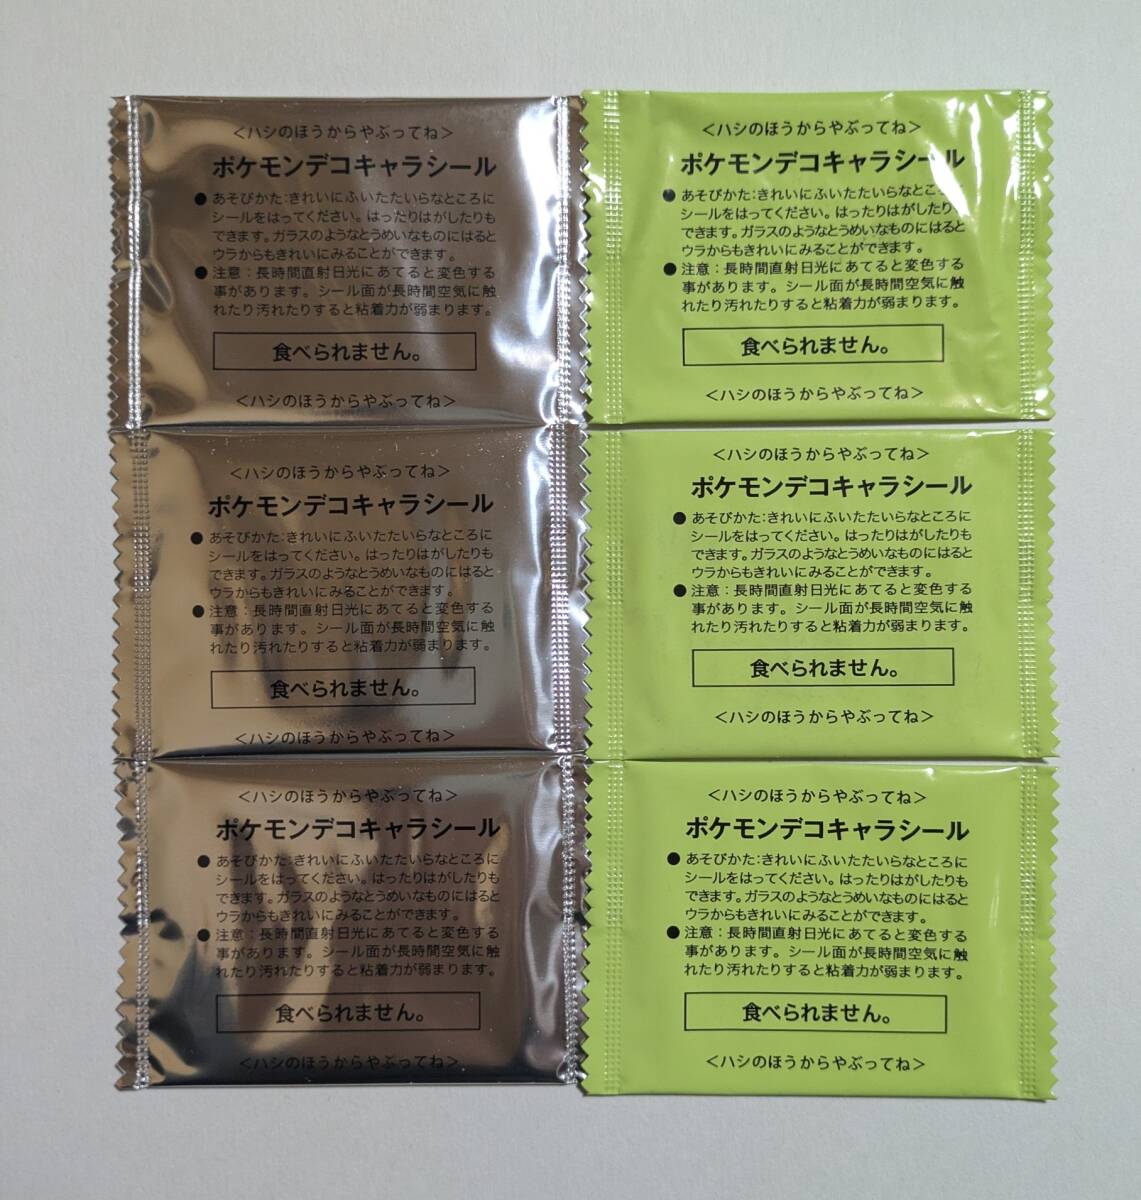 ＜ハシのほうからやぶってね＞
ポケモンデコキャラシール
●あそびかた：きれいにふいたたいらなところに
シールをはってください。はったりはがしたりも
できます。ガラスのようなとうめいなものにはると
ウラからもきれいにみることができます。
●注意：長時間直射日光にあてると変色する
事があります。シール面が長時間空気に触
れたり汚れたりすると粘着力が弱まります。
食べられません。
＜ハシのほうからやぶってね＞
＜ハシのほうからやぶってね＞
ポケモンデコキャラシール
●あそびかた：きれいにふいたたいらなところに
シールをはってください。はったりはがしたりも
できます。ガラスのようなとうめいなものにはると
ウラからもきれいにみることができます。
●注意：長時間直射日光にあてると変色する
事があります。シール面が長時間空気に触
れたり汚れたりすると粘着力が弱まります。
食べられません。
＜ハシのほうからやぶってね＞
＜ハシのほうからやぶってね＞
ポケモンデコキャラシール
●あそびかた：きれいにふいたたいらなところに
シールをはってください。はったりはがしたりも
できます。ガラスのようなとうめいなものにはると
ウラからもきれいにみることができます。
●注意：長時間直射日光にあてると変色する
事があります。シール面が長時間空気に触
れたり汚れたりすると粘着力が弱まります。
食べられません。
＜ハシのほうからやぶってね＞
＜ハシのほうからやぶってね＞
ポケモンデコキャラシール
●あそびかた：きれいにふいたたいらなところに
シールをはってください。はったりはがしたりも
できます。ガラスのようなとうめいなものにはると
ウラからもきれいにみることができます。
●注意：長時間直射日光にあてると変色する
事があります。シール面が長時間空気に触
れたり汚れたりすると粘着力が弱まります。
食べられません。
＜ハシのほうからやぶってね＞
＜ハシのほうからやぶってね＞
ポケモンデコキャラシール
●あそびかた：きれいにふいたたいらなところに
シールをはってください。はったりはがしたりも
できます。ガラスのようなとうめいなものにはると
ウラからもきれいにみることができます。
●注意：長時間直射日光にあてると変色する
事があります。シール面が長時間空気に触
れたり汚れたりすると粘着力が弱まります。
食べられません。
＜ハシのほうからやぶってね＞
＜ハシのほうからやぶってね＞
ポケモンデコキャラシール
●あそびかた：きれいにふいたたいらなところに
シールをはってください。はったりはがしたりも
できます。ガラスのようなとうめいなものにはると
ウラからもきれいにみることができます。
●注意：長時間直射日光にあてると変色する
事があります。シール面が長時間空気に触
れたり汚れたりすると粘着力が弱まります。
食べられません。
＜ハシのほうからやぶってね＞